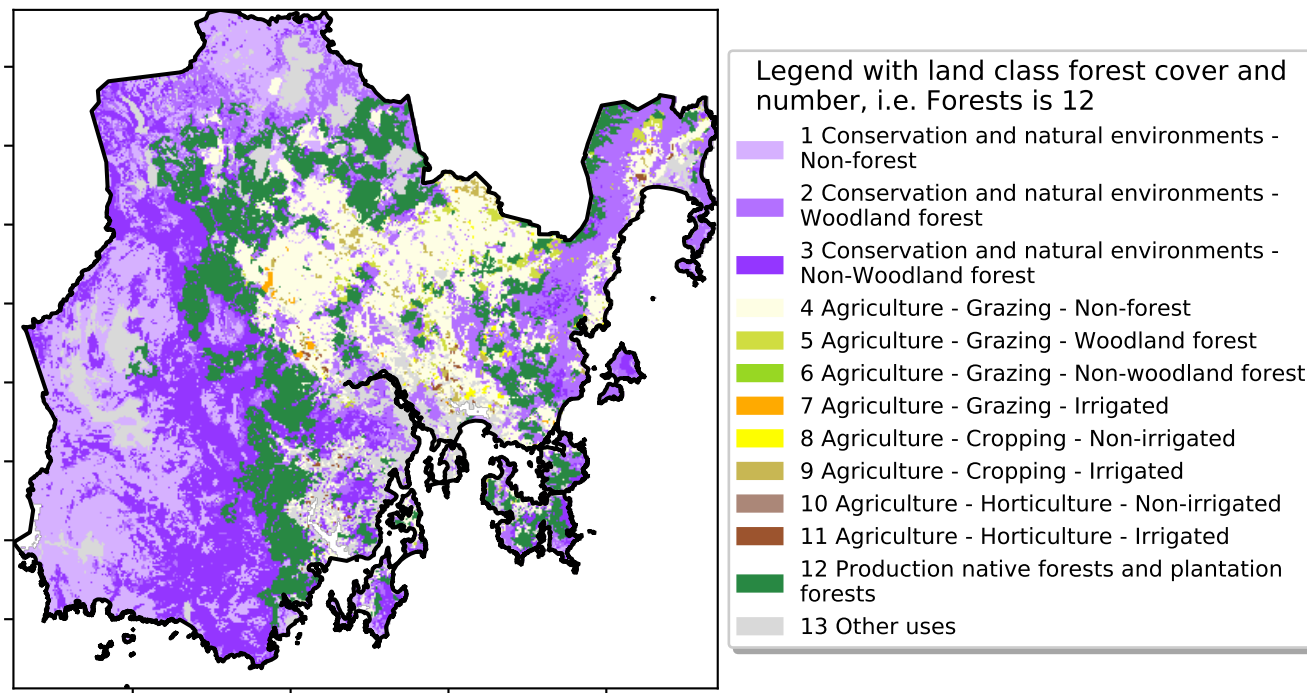 Legend with land class forest cover and
number, i.e. Forests is 12
1 Conservation and natural environments -
Non-forest
2 Conservation and natural environments -
Woodland forest
3 Conservation and natural environments -
Non-Woodland forest
4 Agriculture - Grazing - Non-forest
5 Agriculture - Grazing - Woodland forest
6 Agriculture - Grazing - Non-woodland forest
7 Agriculture - Grazing - Irrigated
8 Agriculture - Cropping - Non-irrigated
9 Agriculture - Cropping - Irrigated
10 Agriculture - Horticulture - Non-irrigated
11 Agriculture - Horticulture - Irrigated
12 Production native forests and plantation
forests
13 Other uses